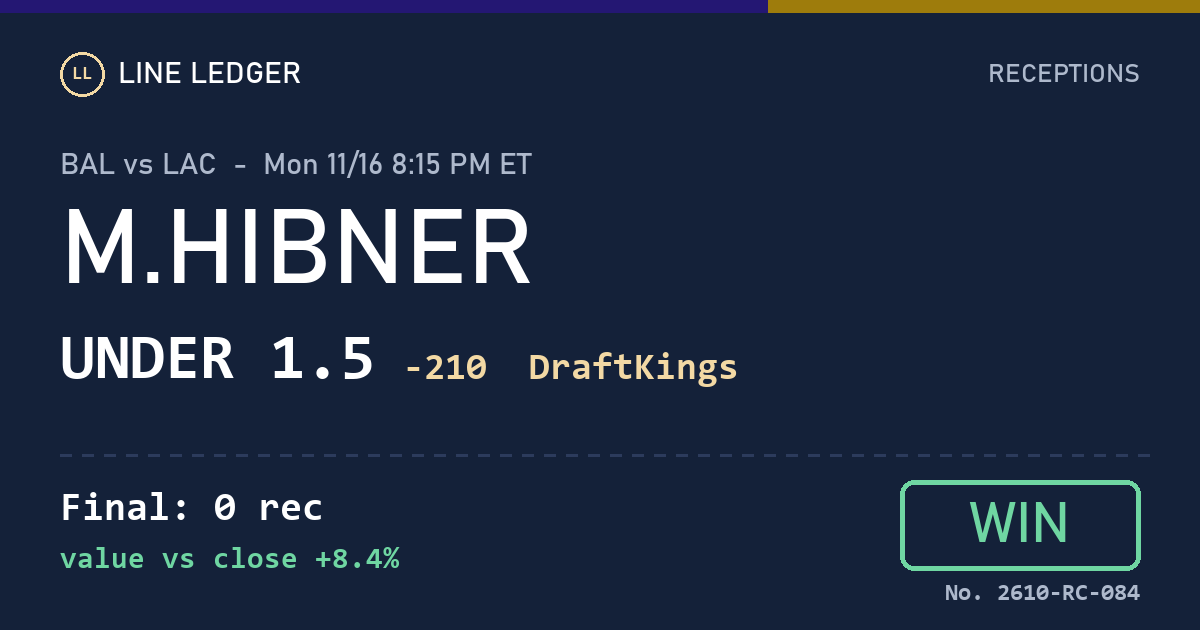 LL LINE LEDGER RECEPTIONS
BAL vs LAC - Mon 11/16 8:15 PM ET
M.HIBNER
UNDER 1.5 -210 DraftKings
Final: 0 rec
WIN
value vs close +8.4%
No. 2610-RC-084